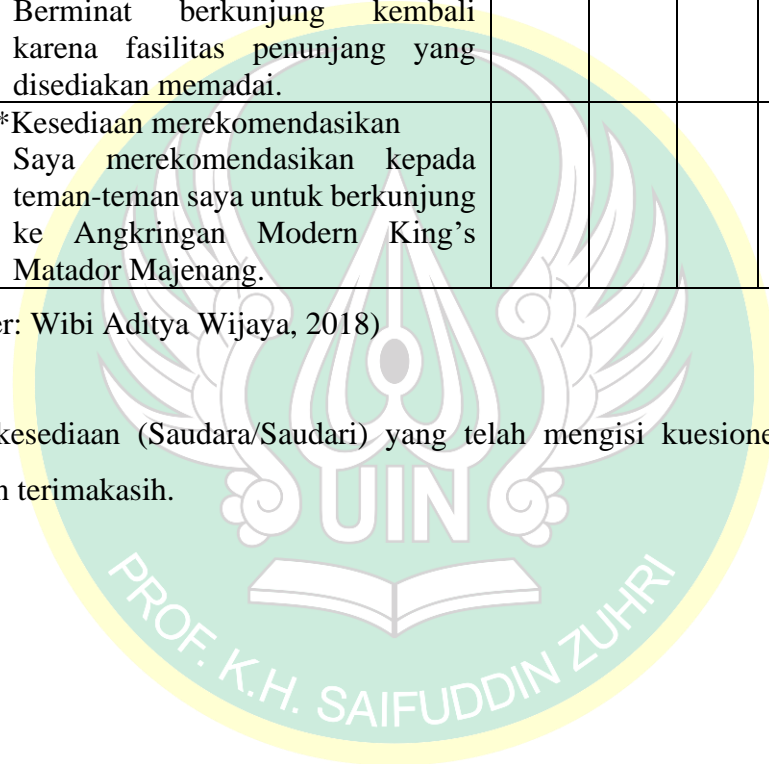 Berminat berkunjung kembali
karena fasilitas penunjang yang
disediakan memadai.
*Kesediaan merekomendasikan
Saya merekomendasikan kepada
teman-teman saya untuk berkunjung
ke Angkringan Modern King’s
Matador Majenang.
er: Wibi Aditya Wijaya, 2018)
kesediaan (Saudara/Saudari) yang telah mengisi kuesione
terimakasih.
UIN
PROF. K.H. SAIFUDDIN ZUHRI